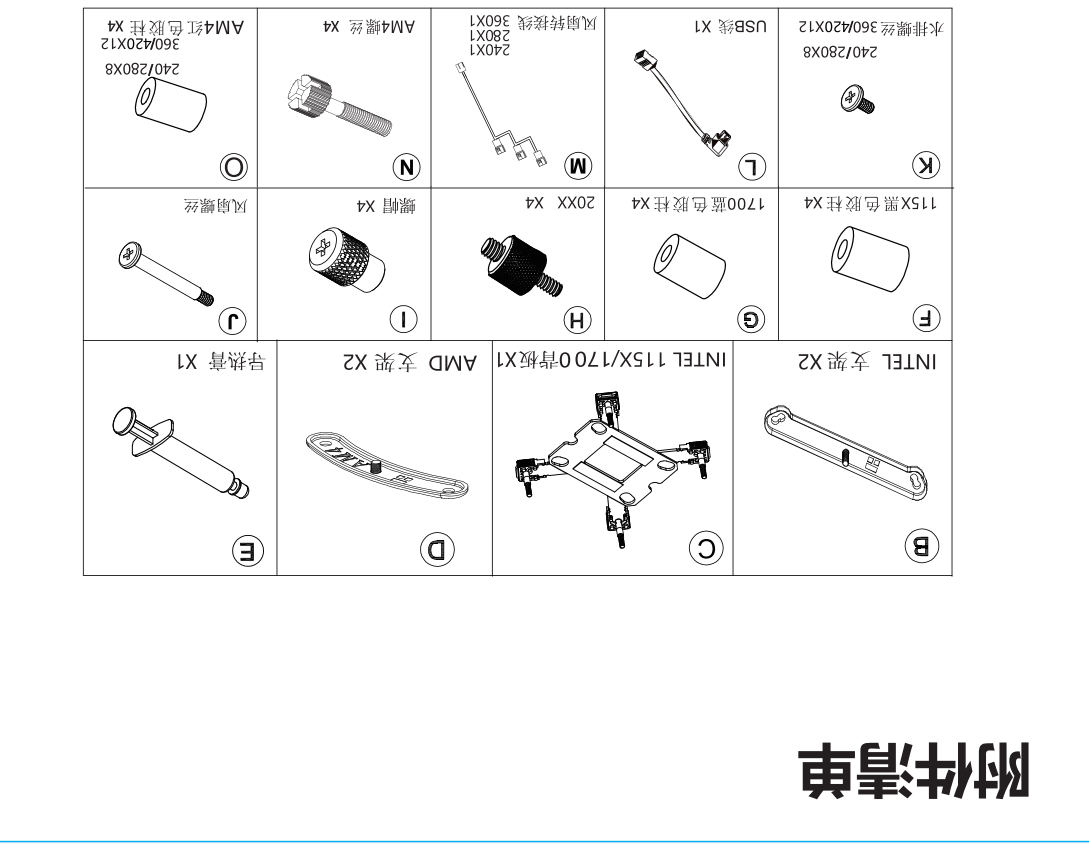 附件清单
B
INTEL 支架 X2
C
INTEL 115X/1700背板X1
D
AMD 支架 X2
E
导热膏 X1
F
115X黑色胶柱 X4
G
1700蓝色胶柱 X4
H
20XX X4
I
螺帽 X4
J
风扇螺丝
K
240/280X8
水排螺丝 360/420X12
L
USB线 X1
M
240X1
280X1
风扇转接线 360X1
N
AM4螺丝 X4
O
240/280X8
360/420X12
AM4红色胶柱 X4